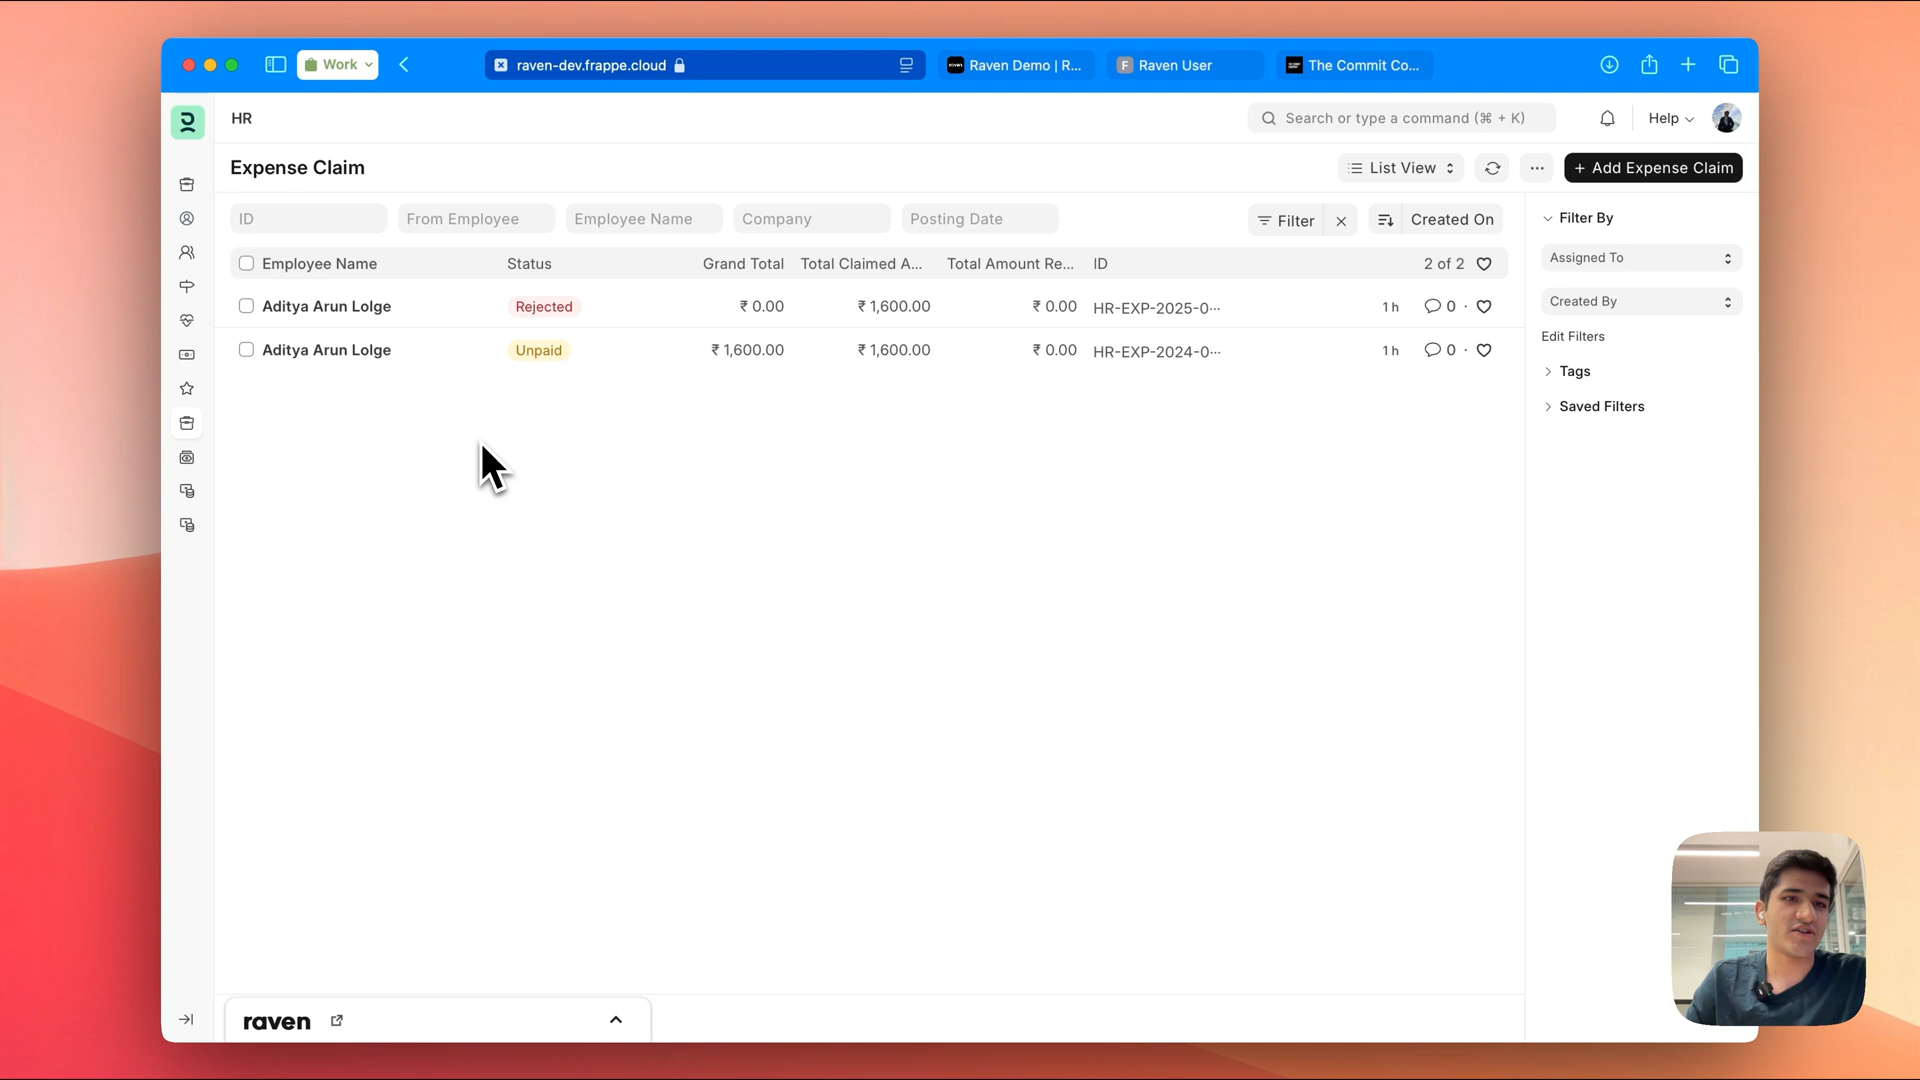 Work
raven-dev.frappe.cloud
Raven Demo | R...
F Raven User
The Commit Co...
HR
Search or type a command (⌘ + K)
Help
Expense Claim
List View
...
+ Add Expense Claim
ID
From Employee
Employee Name
Company
Posting Date
Filter
Created On
Employee Name
Status
Grand Total
Total Claimed A...
Total Amount Re...
ID
2 of 2
Aditya Arun Lolge
Rejected
₹ 0.00
₹ 1,600.00
₹ 0.00
HR-EXP-2025-0...
1 h
0
Aditya Arun Lolge
Unpaid
₹ 1,600.00
₹ 1,600.00
₹ 0.00
HR-EXP-2024-0...
1 h
0
Filter By
Assigned To
Created By
Edit Filters
Tags
Saved Filters
raven